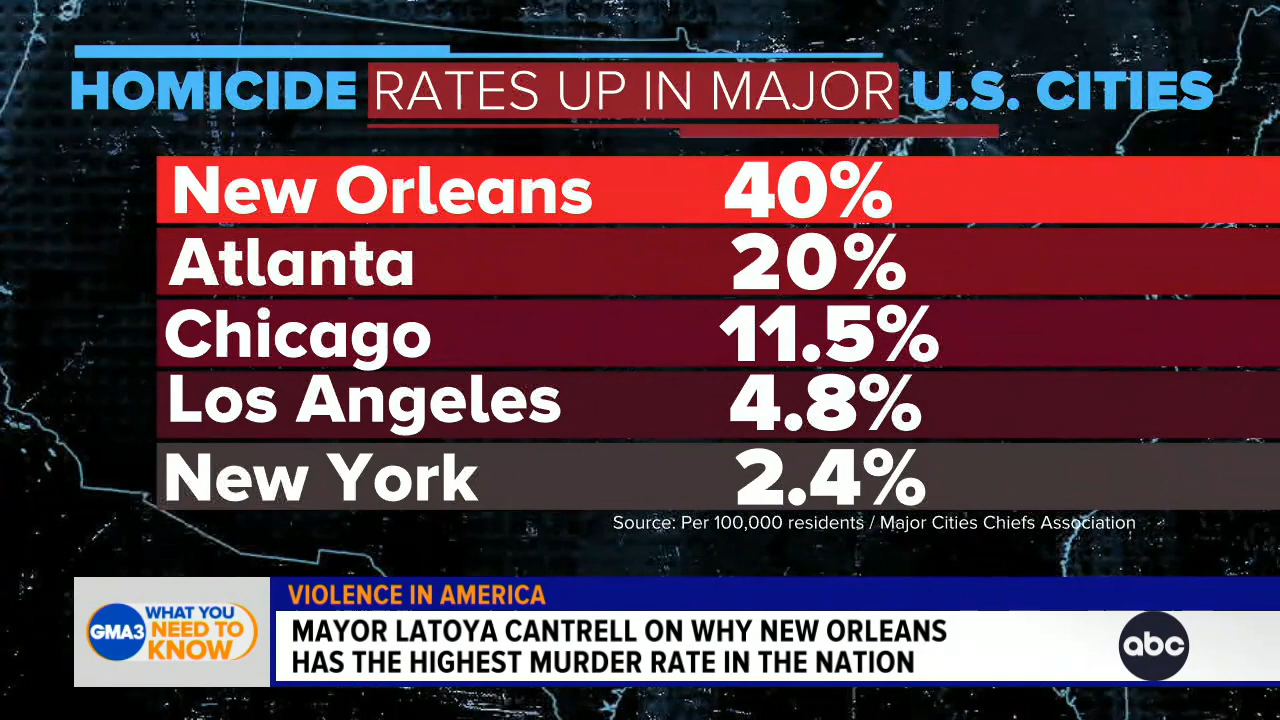 HOMICIDE RATES UP IN MAJOR U.S. CITIES
New Orleans 40%
Atlanta 20%
Chicago 11.5%
Los Angeles 4.8%
New York 2.4%
Source: Per 100,000 residents / Major Cities Chiefs Association
VIOLENCE IN AMERICA
GMA3 WHAT YOU NEED TO KNOW
MAYOR LATOYA CANTRELL ON WHY NEW ORLEANS
HAS THE HIGHEST MURDER RATE IN THE NATION
abc